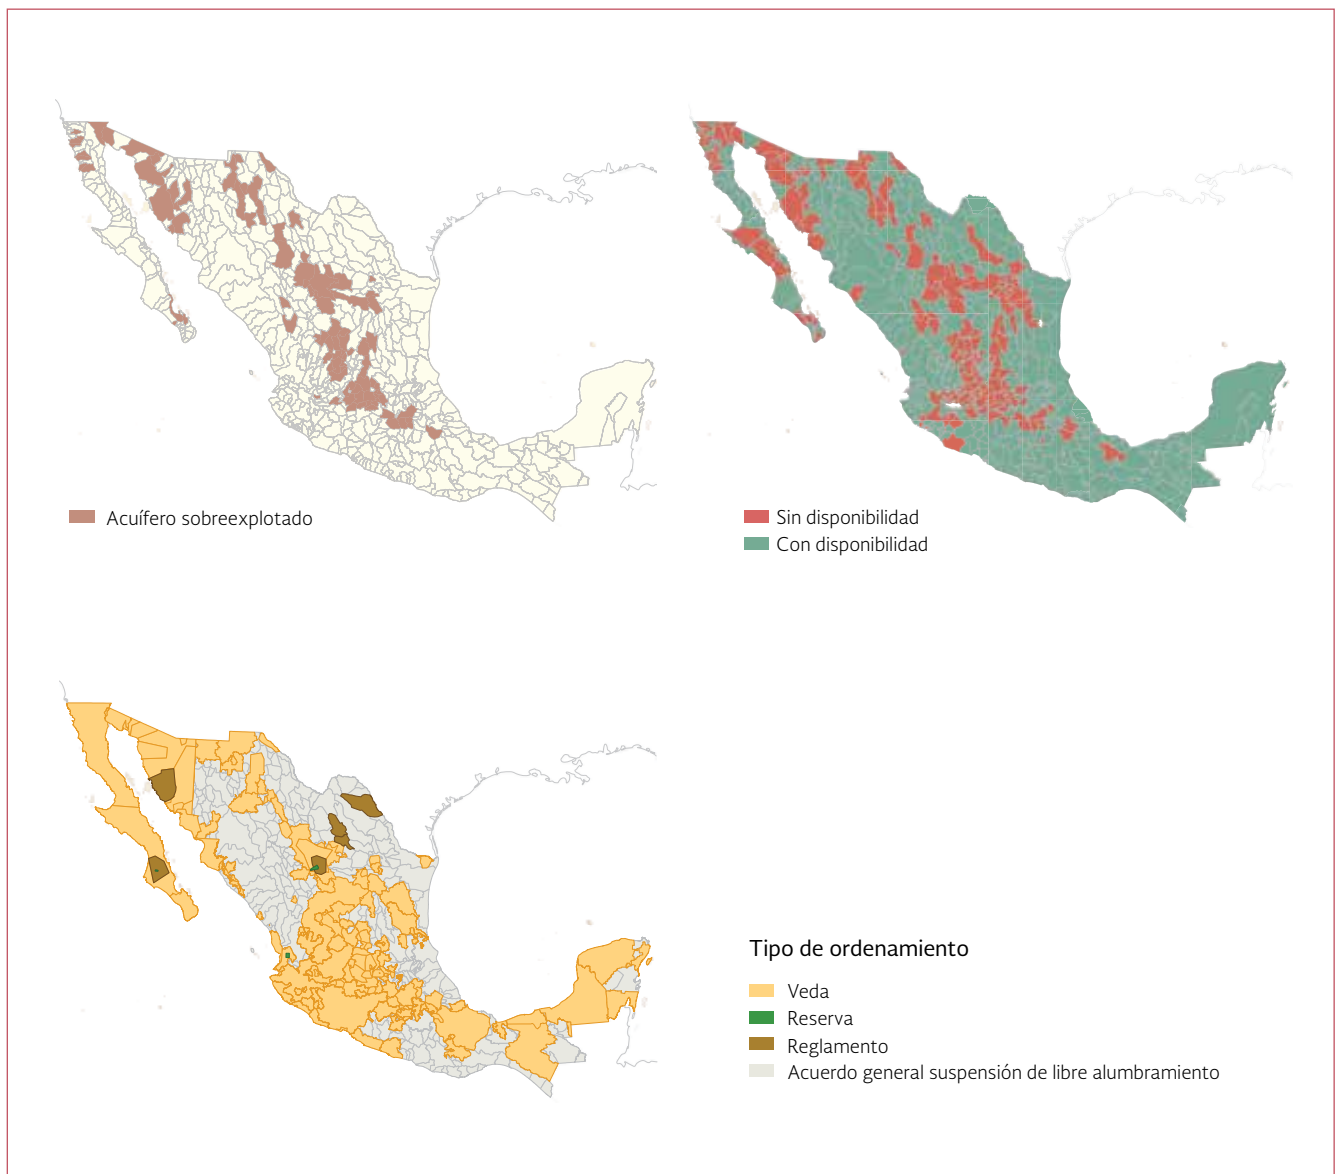 Acuífero sobreexplotado
Sin disponibilidad
Con disponibilidad
Tipo de ordenamiento
Veda
Reserva
Reglamento
Acuerdo general suspensión de libre alumbramiento